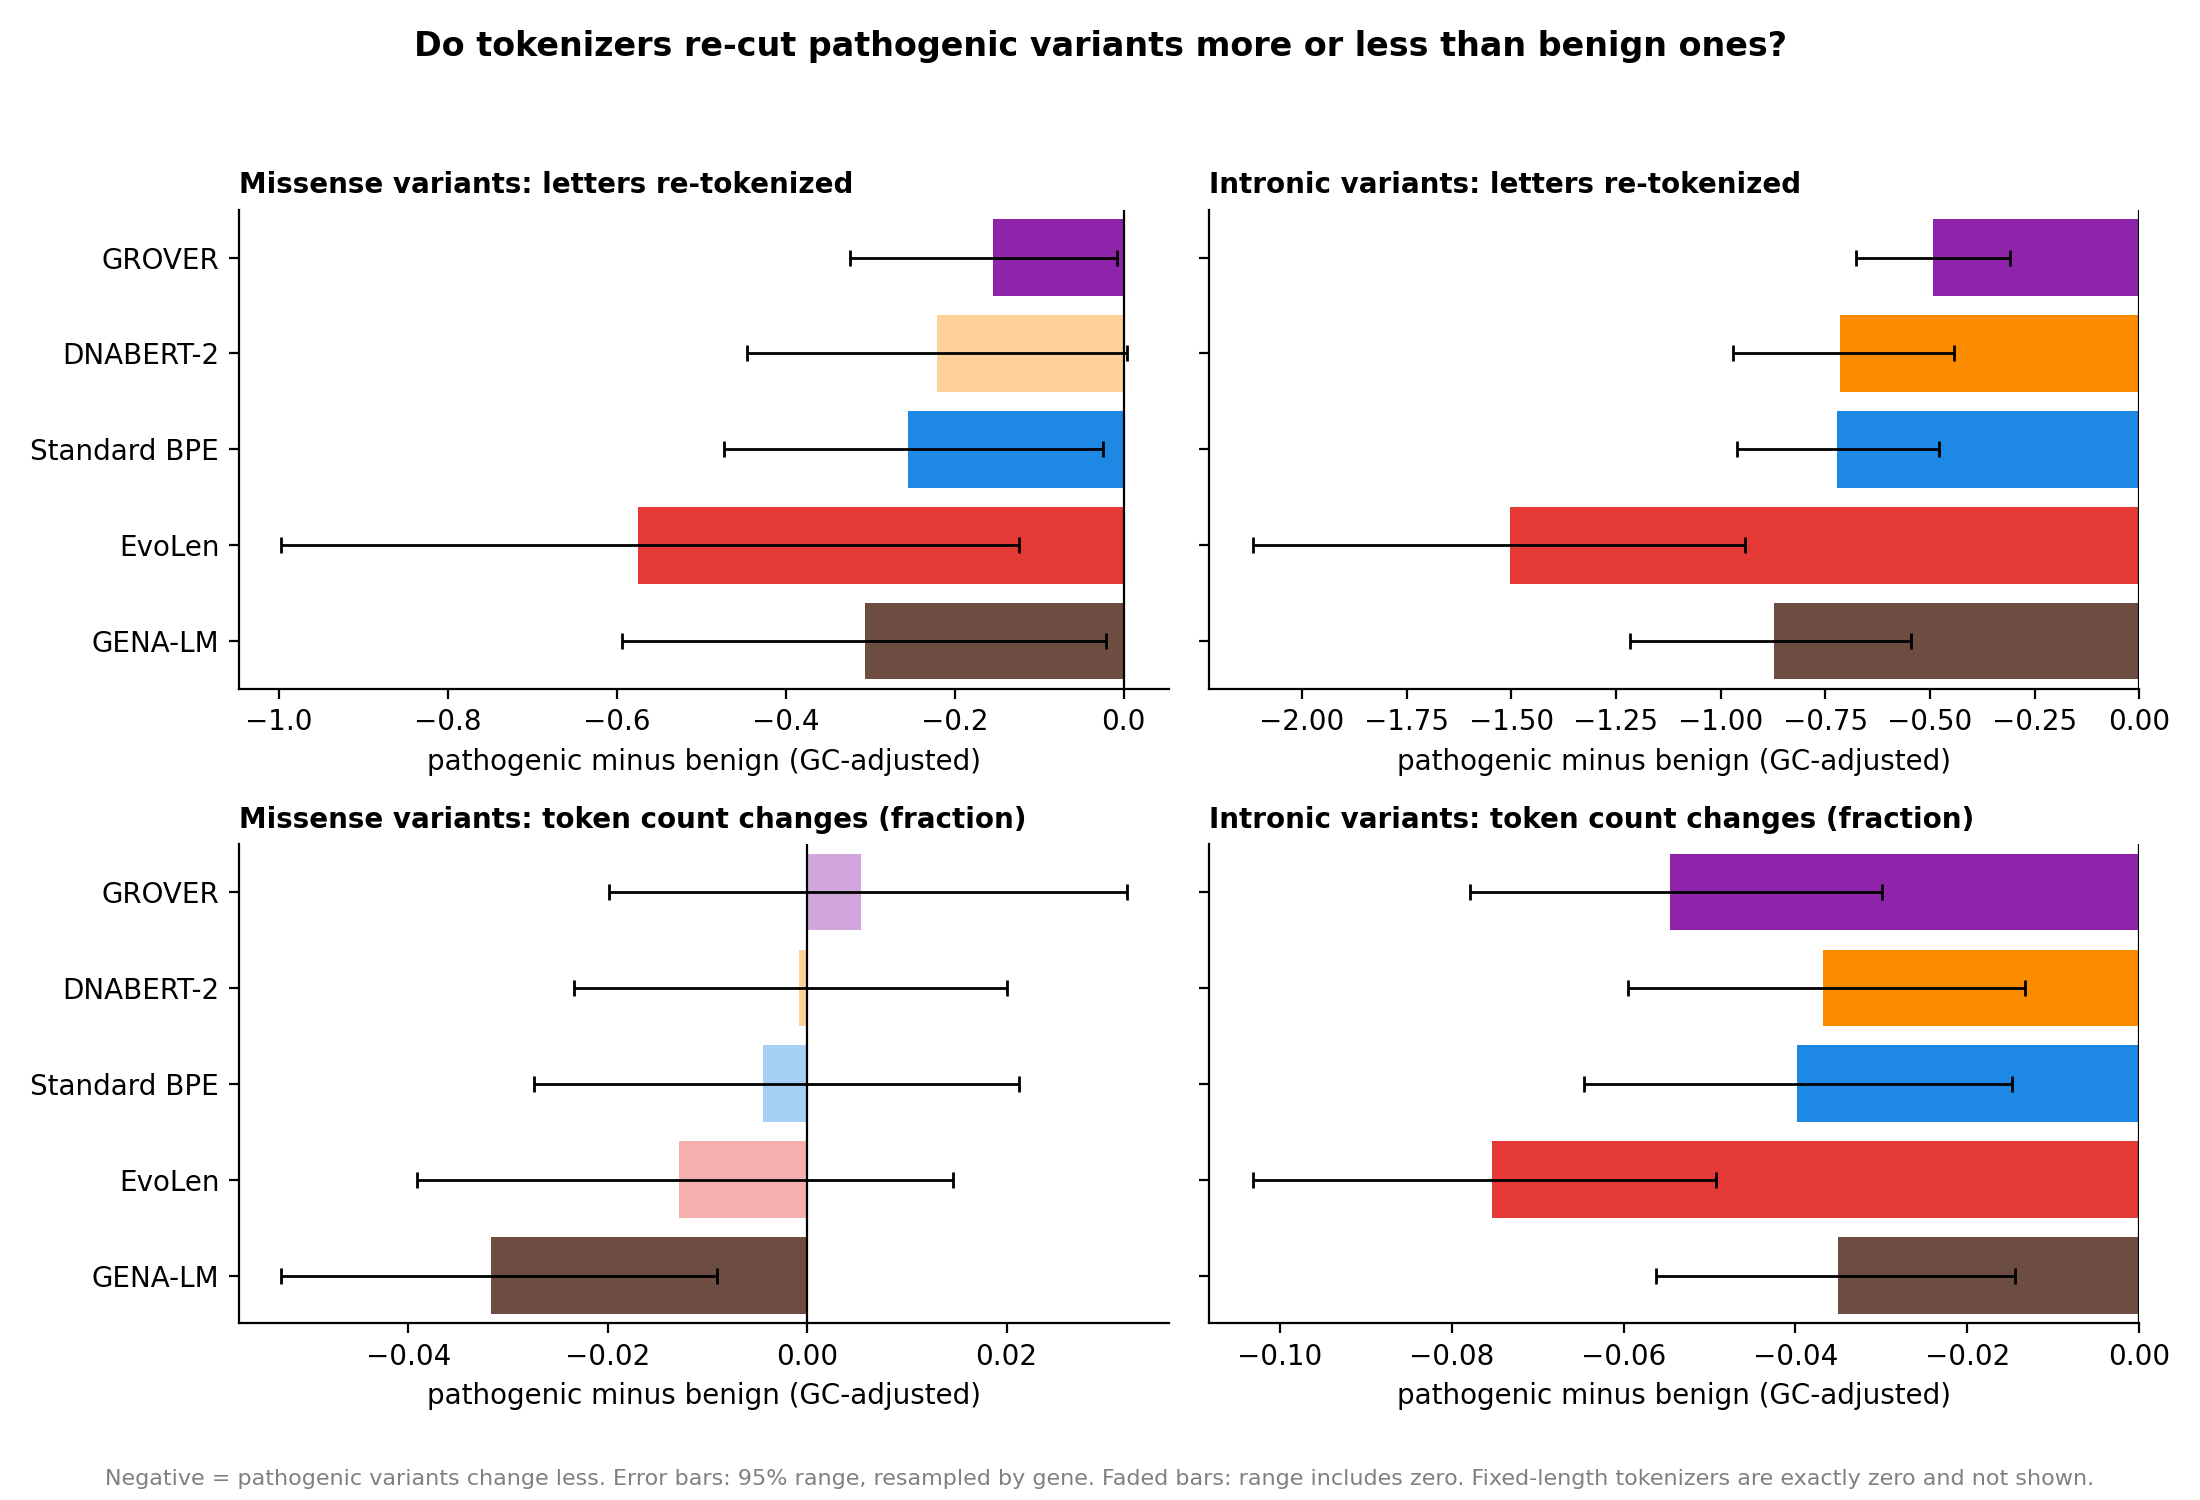 Do tokenizers re-cut pathogenic variants more or less than benign ones?
Missense variants: letters re-tokenized
GROVER
DNABERT-2
Standard BPE
EvoLen
GENA-LM
−1.0 −0.8 −0.6 −0.4 −0.2 0.0
pathogenic minus benign (GC-adjusted)
Intronic variants: letters re-tokenized
−2.00 −1.75 −1.50 −1.25 −1.00 −0.75 −0.50 −0.25 0.00
pathogenic minus benign (GC-adjusted)
Missense variants: token count changes (fraction)
GROVER
DNABERT-2
Standard BPE
EvoLen
GENA-LM
−0.04 −0.02 0.00 0.02
pathogenic minus benign (GC-adjusted)
Intronic variants: token count changes (fraction)
−0.10 −0.08 −0.06 −0.04 −0.02 0.00
pathogenic minus benign (GC-adjusted)
Negative = pathogenic variants change less. Error bars: 95% range, resampled by gene. Faded bars: range includes zero. Fixed-length tokenizers are exactly zero and not shown.